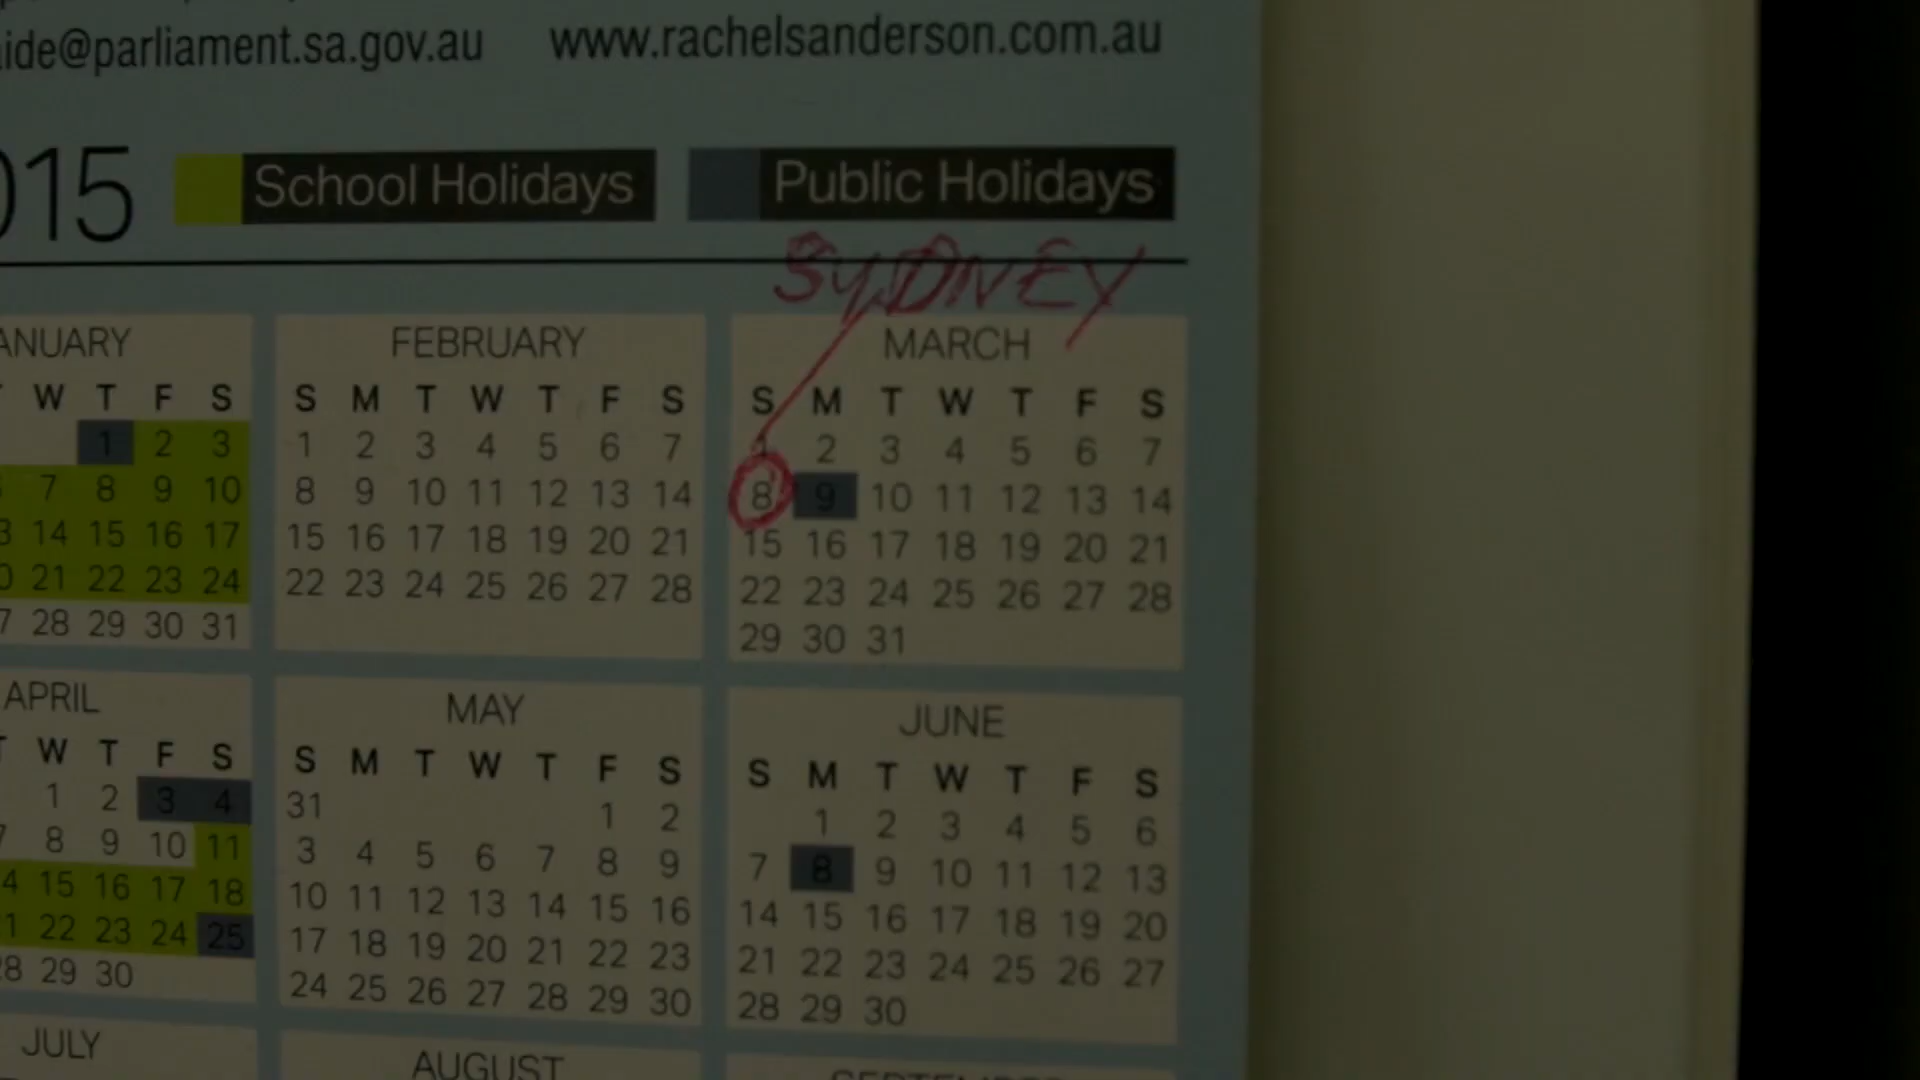 aide@parliament.sa.gov.au www.rachelsanderson.com.au
015 School Holidays Public Holidays
SYDNEY
ANUARY FEBRUARY MARCH
W T F S S M T W T F S S M T W T F S
1 2 3 1 2 3 4 5 6 7 1 2 3 4 5 6 7
7 8 9 10 8 9 10 11 12 13 14 8 9 10 11 12 13 14
3 14 15 16 17 15 16 17 18 19 20 21 15 16 17 18 19 20 21
0 21 22 23 24 22 23 24 25 26 27 28 22 23 24 25 26 27 28
7 28 29 30 31 29 30 31
APRIL MAY JUNE
T W T F S S M T W T F S S M T W T F S
1 2 3 4 31 1 2 1 2 3 4 5 6
7 8 9 10 11 3 4 5 6 7 8 9 7 8 9 10 11 12 13
4 15 16 17 18 10 11 12 13 14 15 16 14 15 16 17 18 19 20
1 22 23 24 25 17 18 19 20 21 22 23 21 22 23 24 25 26 27
28 29 30 24 25 26 27 28 29 30 28 29 30
JULY AUGUST SEPTEMBER